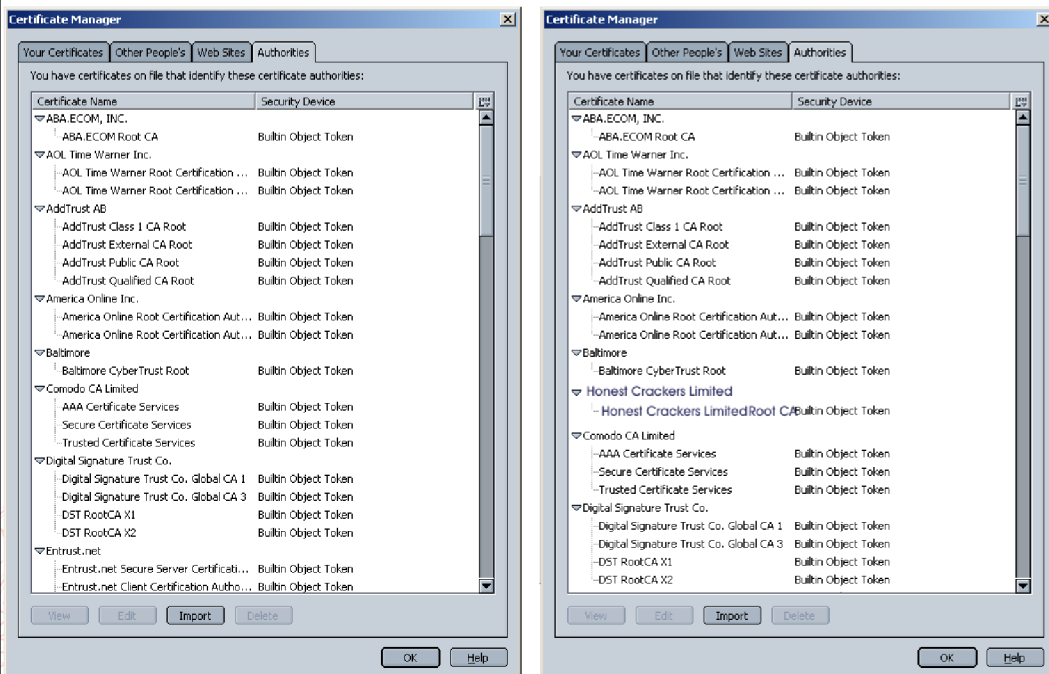 Certificate Manager
Your Certificates Other People's Web Sites Authorities
You have certificates on file that identify these certificate authorities:
Certificate Name Security Device
ABA.ECOM, INC.
ABA.ECOM Root CA Builtin Object Token
AOL Time Warner Inc.
AOL Time Warner Root Certification ... Builtin Object Token
AOL Time Warner Root Certification ... Builtin Object Token
AddTrust AB
AddTrust Class 1 CA Root Builtin Object Token
AddTrust External CA Root Builtin Object Token
AddTrust Public CA Root Builtin Object Token
AddTrust Qualified CA Root Builtin Object Token
America Online Inc.
America Online Root Certification Aut... Builtin Object Token
America Online Root Certification Aut... Builtin Object Token
Baltimore
Baltimore CyberTrust Root Builtin Object Token
Comodo CA Limited
AAA Certificate Services Builtin Object Token
Secure Certificate Services Builtin Object Token
Trusted Certificate Services Builtin Object Token
Digital Signature Trust Co.
Digital Signature Trust Co. Global CA 1 Builtin Object Token
Digital Signature Trust Co. Global CA 3 Builtin Object Token
DST RootCA X1 Builtin Object Token
DST RootCA X2 Builtin Object Token
Entrust.net
Entrust.net Secure Server Certificati... Builtin Object Token
Entrust.net Client Certification Autho... Builtin Object Token
View Edit Import Delete
OK Help
Certificate Manager
Your Certificates Other People's Web Sites Authorities
You have certificates on file that identify these certificate authorities:
Certificate Name Security Device
ABA.ECOM, INC.
ABA.ECOM Root CA Builtin Object Token
AOL Time Warner Inc.
AOL Time Warner Root Certification ... Builtin Object Token
AOL Time Warner Root Certification ... Builtin Object Token
AddTrust AB
AddTrust Class 1 CA Root Builtin Object Token
AddTrust External CA Root Builtin Object Token
AddTrust Public CA Root Builtin Object Token
AddTrust Qualified CA Root Builtin Object Token
America Online Inc.
America Online Root Certification Aut... Builtin Object Token
America Online Root Certification Aut... Builtin Object Token
Baltimore
Baltimore CyberTrust Root Builtin Object Token
Honest Crackers Limited
Honest Crackers Limited Root CA Builtin Object Token
Comodo CA Limited
AAA Certificate Services Builtin Object Token
Secure Certificate Services Builtin Object Token
Trusted Certificate Services Builtin Object Token
Digital Signature Trust Co.
Digital Signature Trust Co. Global CA 1 Builtin Object Token
Digital Signature Trust Co. Global CA 3 Builtin Object Token
DST RootCA X1 Builtin Object Token
DST RootCA X2 Builtin Object Token
View Edit Import Delete
OK Help